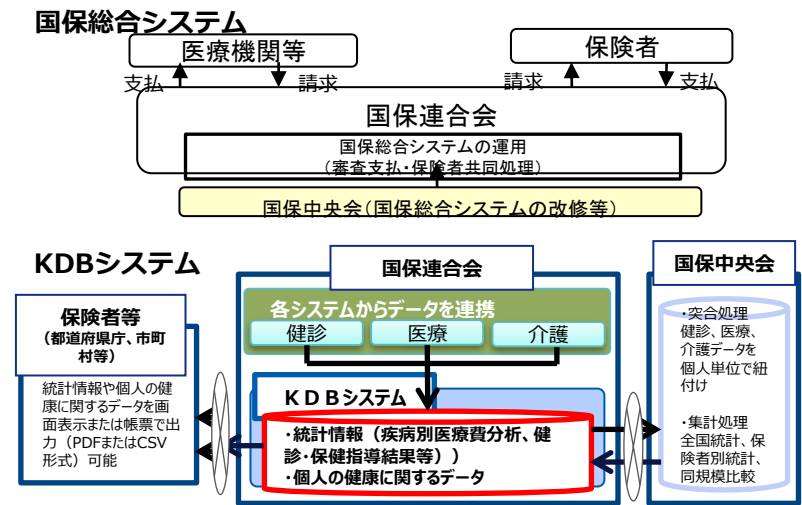 国保総合システム
医療機関等
保険者
支払
請求
請求
支払
国保連合会
国保総合システムの運用
(審査支払・保険者共同処理)
国保中央会(国保総合システムの改修等)
KDBシステム
国保連合会
国保中央会
保険者等
(都道府県庁、市町
村等)
統計情報や個人の健
康に関するデータを画
面表示または帳票で出
力(PDFまたはCSV
形式)可能
各システムからデータを連携
健診
医療
介護
KDBシステム
・統計情報(疾病別医療費分析、健
診・保健指導結果等))
・個人の健康に関するデータ
・突合処理
健診、医療、
介護データを
個人単位で紐
付け
・集計処理
全国統計、保
険者別統計、
同規模比較